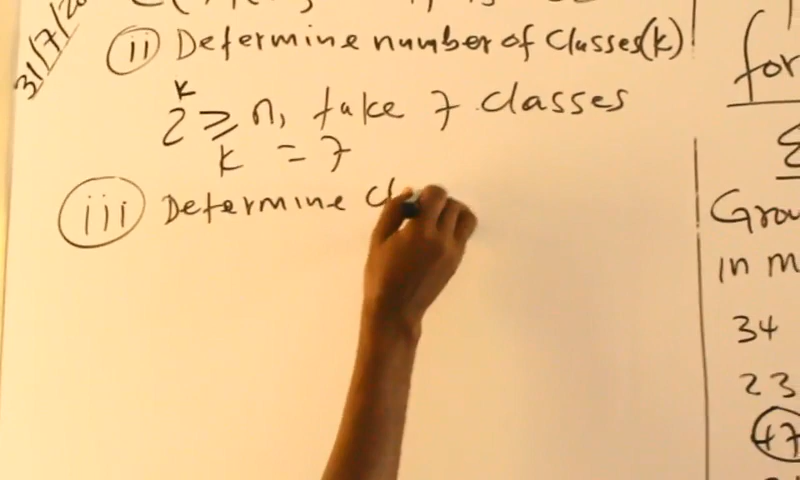 31/7/20
(ii) Determine number of Classes(k)
2^k ≥ n, take 7 classes
k = 7
(iii) Determine Cl
for
Grou
in m
34
23
47